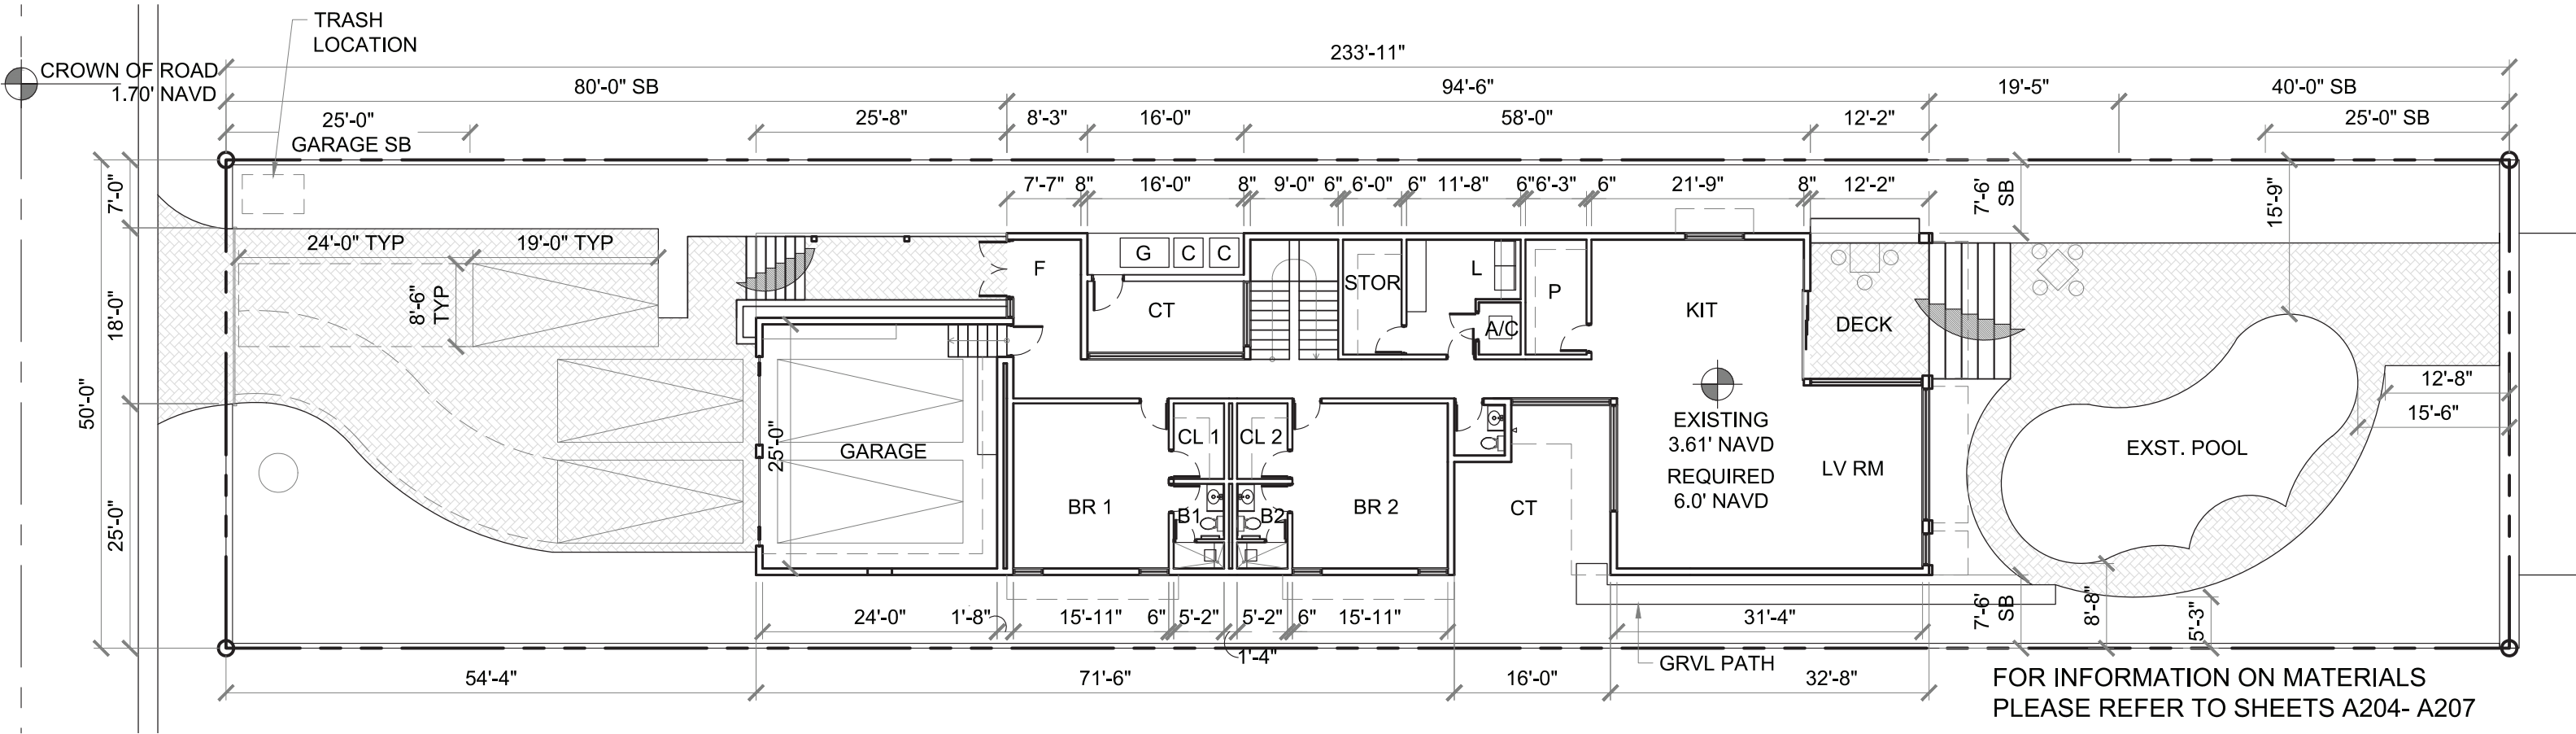 TRASH
LOCATION
233'-11"
CROWN OF ROAD
1.70' NAVD
80'-0" SB
94'-6"
19'-5"
40'-0" SB
25'-0"
GARAGE SB
25'-8"
8'-3"
16'-0"
58'-0"
12'-2"
25'-0" SB
7'-0"
7'-7"
8"
16'-0"
8"
9'-0"
6"
6'-0"
6"
11'-8"
6"
6'-3"
6"
21'-9"
8"
12'-2"
7'-6'
SB
15'-9"
24'-0" TYP
19'-0" TYP
F
G
C
C
STOR
L
P
KIT
8'-6"
TYP
18'-0"
CT
A/C
DECK
50'-0"
12'-8"
15'-6"
EXISTING
3.61' NAVD
REQUIRED
6.0' NAVD
25'-0"
GARAGE
CL 1
CL 2
LV RM
EXST. POOL
25'-0"
BR 1
B1
B2
BR 2
CT
24'-0"
1'-8"
15'-11"
6"
5'-2"
5'-2"
6"
15'-11"
31'-4"
7'-6'
SB
8'-8"
5'-3"
1'-4"
GRVL PATH
54'-4"
71'-6"
16'-0"
32'-8"
FOR INFORMATION ON MATERIALS
PLEASE REFER TO SHEETS A204- A207